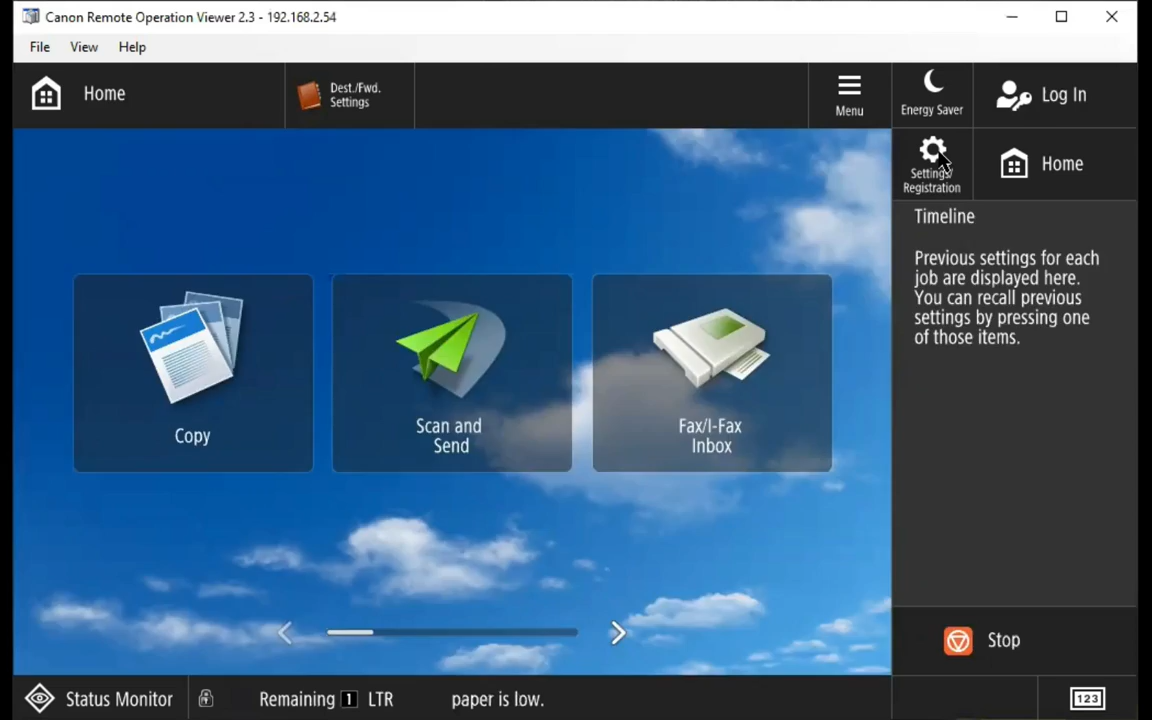 Canon Remote Operation Viewer 2.3 - 192.168.2.54
File View Help
Home
Dest./Fwd.
Settings
Menu
Energy Saver
Log In
Settings/
Registration
Home
Timeline
Previous settings for each
job are displayed here.
You can recall previous
settings by pressing one
of those items.
Copy
Scan and
Send
Fax/I-Fax
Inbox
Stop
Status Monitor
Remaining 1 LTR paper is low.
123